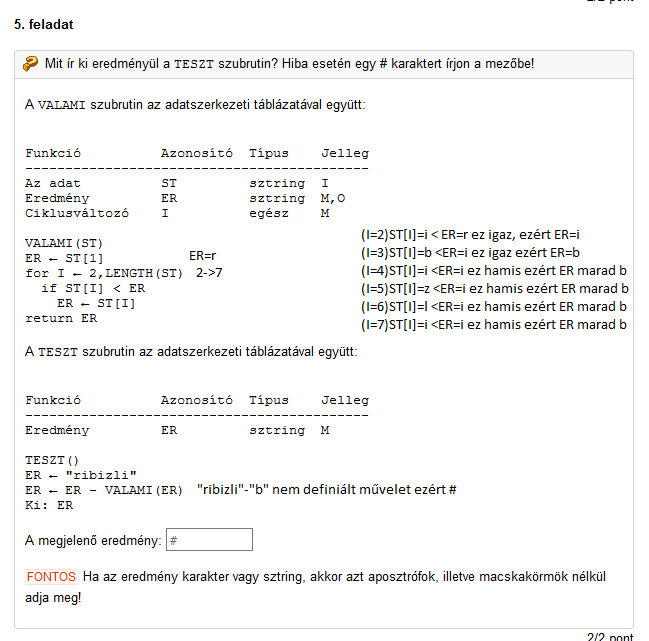 2/2 pont
5. feladat
Mit ír ki eredményül a TESZT szubrutin? Hiba esetén egy # karaktert írjon a mezőbe!
A VALAMI szubrutin az adatszerkezeti táblázatával együtt:
Funkció Azonosító Típus Jelleg
-------------------------------------------
Az adat ST sztring I
Eredmény ER sztring M,O
Ciklusváltozó I egész M
VALAMI(ST)
ER ← ST[1] ER=r
for I ← 2,LENGTH(ST) 2->7
if ST[I] < ER
ER ← ST[I]
return ER
(I=2)ST[I]=i < ER=r ez igaz, ezért ER=i
(I=3)ST[I]=b <ER=i ez igaz ezért ER=b
(I=4)ST[I]=i <ER=i ez hamis ezért ER marad b
(I=5)ST[I]=z <ER=i ez hamis ezért ER marad b
(I=6)ST[I]=l <ER=i ez hamis ezért ER marad b
(I=7)ST[I]=i <ER=i ez hamis ezért ER marad b
A TESZT szubrutin az adatszerkezeti táblázatával együtt:
Funkció Azonosító Típus Jelleg
-------------------------------------------
Eredmény ER sztring M
TESZT()
ER ← "ribizli"
ER ← ER - VALAMI(ER) "ribizli"-"b" nem definiált művelet ezért #
Ki: ER
A megjelenő eredmény: #
FONTOS Ha az eredmény karakter vagy sztring, akkor azt aposztrófok, illetve macskakörmök nélkül
adja meg!
2/2 pont